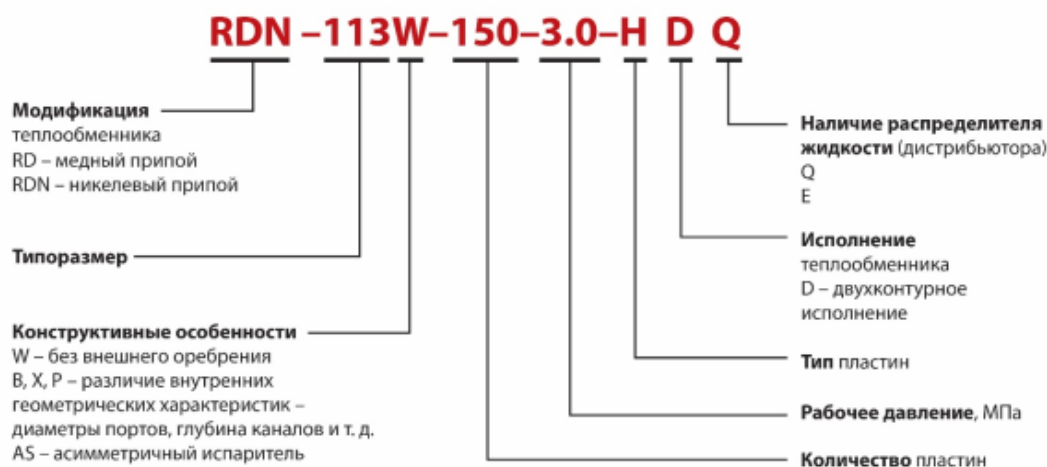 RDN –113W–150–3.0–H D Q
Модификация
теплообменника
RD – медный припой
RDN – никелевый припой
Типоразмер
Конструктивные особенности
W – без внешнего оребрения
B, X, P – различие внутренних
геометрических характеристик –
диаметры портов, глубина каналов и т. д.
AS – асимметричный испаритель
Наличие распределителя
жидкости (дистрибьютора)
Q
E
Исполнение
теплообменника
D – двухконтурное
исполнение
Тип пластин
Рабочее давление, МПа
Количество пластин